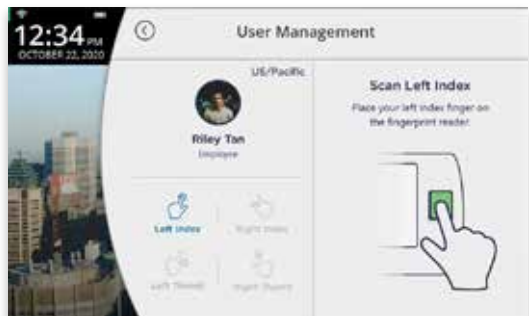 12:34 PM
OCTOBER 22, 2020
User Management
US/Pacific
Riley Tan
Employee
Left Index
Right Index
Left Thumb
Right Thumb
Scan Left Index
Place your left index finger on
the fingerprint reader.